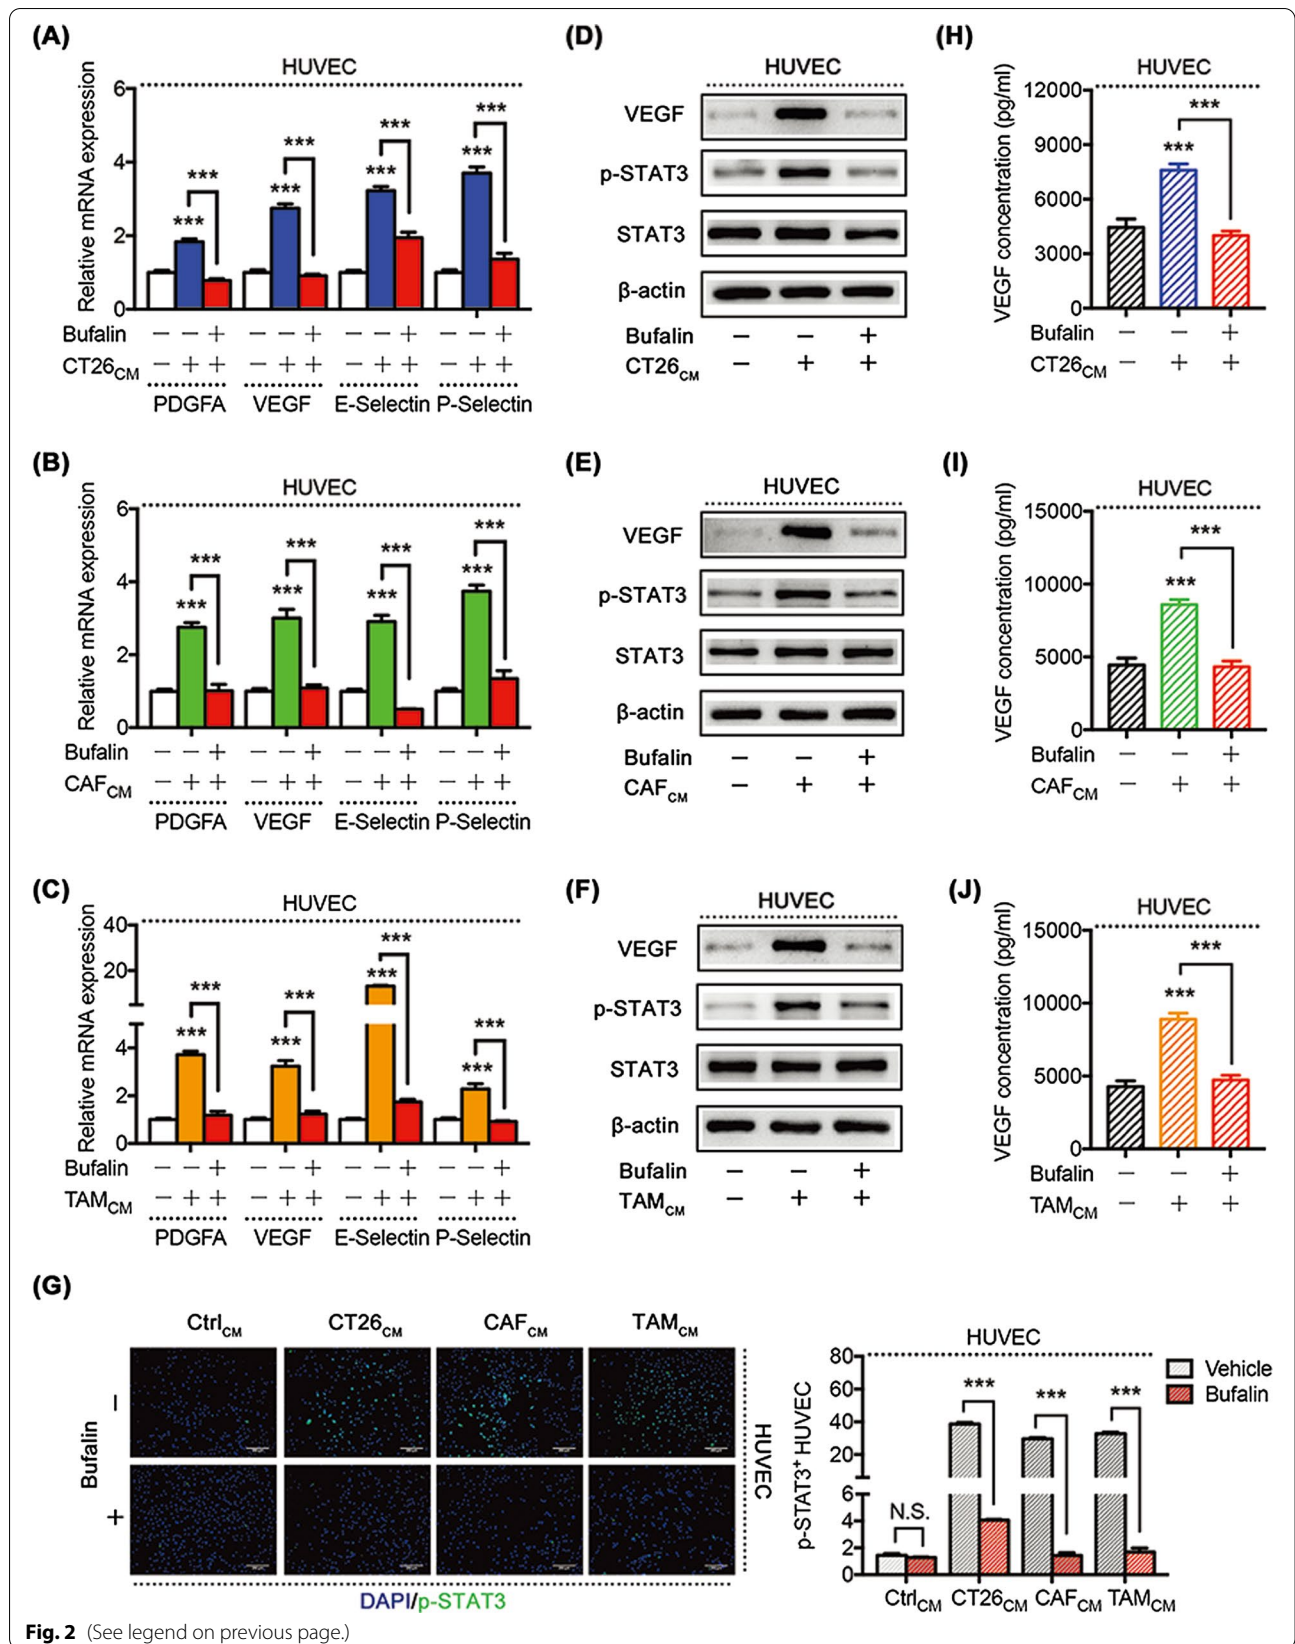 (A)
HUVEC
Relative mRNA expression
6
4
2
0
*** *** *** *** *** *** *** ***
Bufalin − − + − − + − − + − − +
CT26CM − + + − + + − + + − + +
PDGFA VEGF E-Selectin P-Selectin
(D)
HUVEC
VEGF
p-STAT3
STAT3
β-actin
Bufalin − − +
CT26CM − + +
(H)
HUVEC
VEGF concentration (pg/ml)
12000
9000
6000
3000
0
*** ***
Bufalin − − +
CT26CM − + +
(B)
HUVEC
Relative mRNA expression
6
4
2
0
*** *** *** *** *** *** *** ***
Bufalin − − + − − + − − + − − +
CAFCM − + + − + + − + + − + +
PDGFA VEGF E-Selectin P-Selectin
(E)
HUVEC
VEGF
p-STAT3
STAT3
β-actin
Bufalin − − +
CAFCM − + +
(I)
HUVEC
VEGF concentration (pg/ml)
15000
10000
5000
0
*** ***
Bufalin − − +
CAFCM − + +
(C)
HUVEC
Relative mRNA expression
40
20
4
2
0
*** *** *** *** *** *** *** ***
Bufalin − − + − − + − − + − − +
TAMCM − + + − + + − + + − + +
PDGFA VEGF E-Selectin P-Selectin
(F)
HUVEC
VEGF
p-STAT3
STAT3
β-actin
Bufalin − − +
TAMCM − + +
(J)
HUVEC
VEGF concentration (pg/ml)
15000
10000
5000
0
*** ***
Bufalin − − +
TAMCM − + +
(G)
CtrlCM CT26CM CAFCM TAMCM
Bufalin
−
+
HUVEC
DAPI/p-STAT3
HUVEC
p-STAT3+ HUVEC
80
60
40
20
6
4
2
0
N.S. *** *** ***
CtrlCM CT26CM CAFCM TAMCM
Vehicle
Bufalin
Fig. 2 (See legend on previous page.)